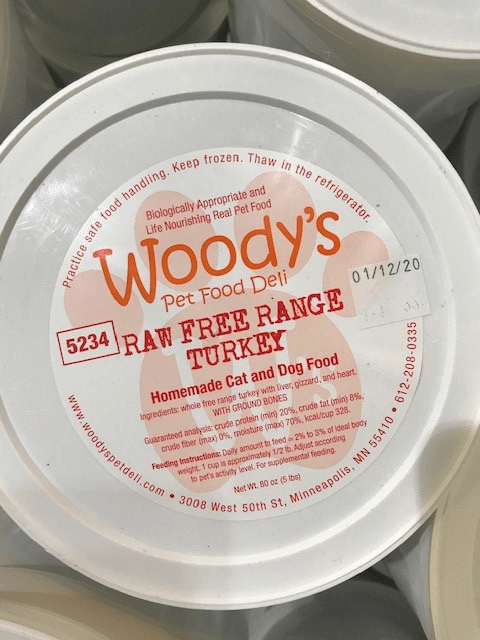 Practice safe food handling. Keep frozen. Thaw in the refrigerator.
Biologically Appropriate and
Life Nourishing Real Pet Food
Woody's
Pet Food Deli
01/12/20
5234
RAW FREE RANGE
TURKEY
Homemade Cat and Dog Food
Ingredients: whole free range turkey with liver, gizzard, and heart.
WITH GROUND BONES
Guaranteed analysis: crude protein (min) 20%, crude fat (min) 8%,
crude fiber (max) 0%, moisture (max) 70%, kcal/cup 328.
Feeding Instructions: Daily amount to feed = 2% to 3% of ideal body
weight. 1 cup is approximately 1/2 lb. Adjust according
to pet's activity level. For supplemental feeding.
Net Wt. 80 oz (5 lbs)
www.woodyspetdeli.com • 3008 West 50th St, Minneapolis, MN 55410 • 612-208-0335